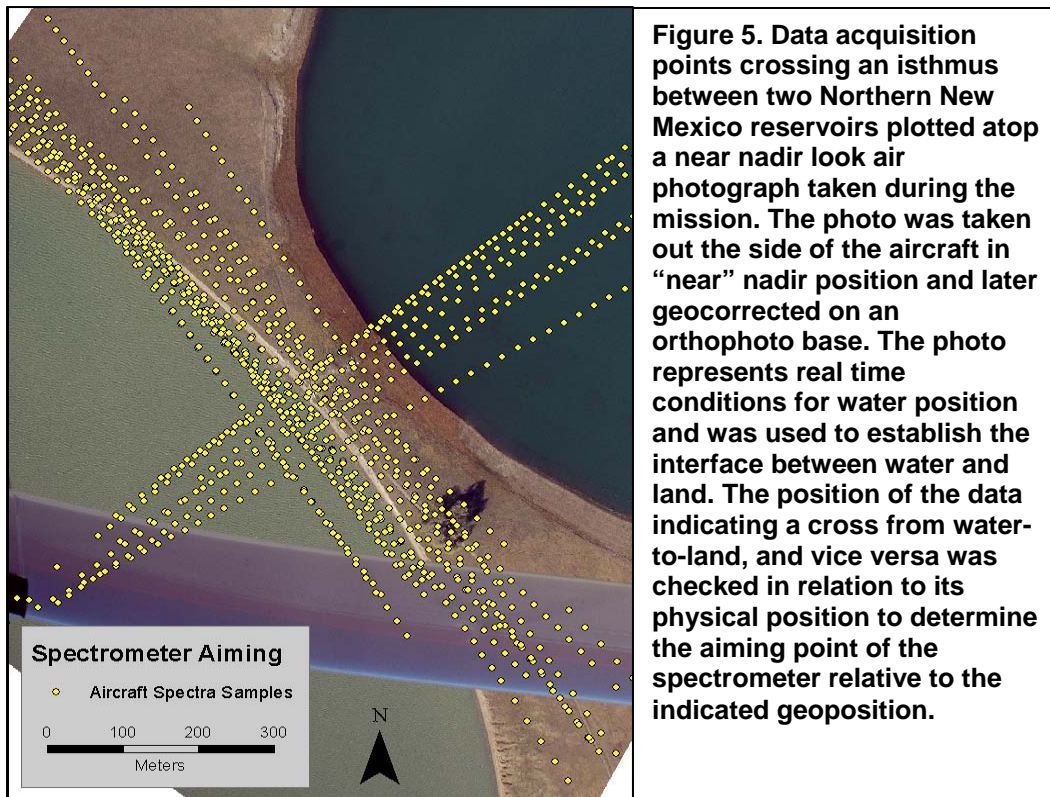 Figure 5. Data acquisition
points crossing an isthmus
between two Northern New
Mexico reservoirs plotted atop
a near nadir look air
photograph taken during the
mission. The photo was taken
out the side of the aircraft in
“near” nadir position and later
geocorrected on an
orthophoto base. The photo
represents real time
conditions for water position
and was used to establish the
interface between water and
land. The position of the data
indicating a cross from water-
to-land, and vice versa was
checked in relation to its
physical position to determine
the aiming point of the
spectrometer relative to the
indicated geoposition.
Spectrometer Aiming
Aircraft Spectra Samples
0 100 200 300
Meters
N